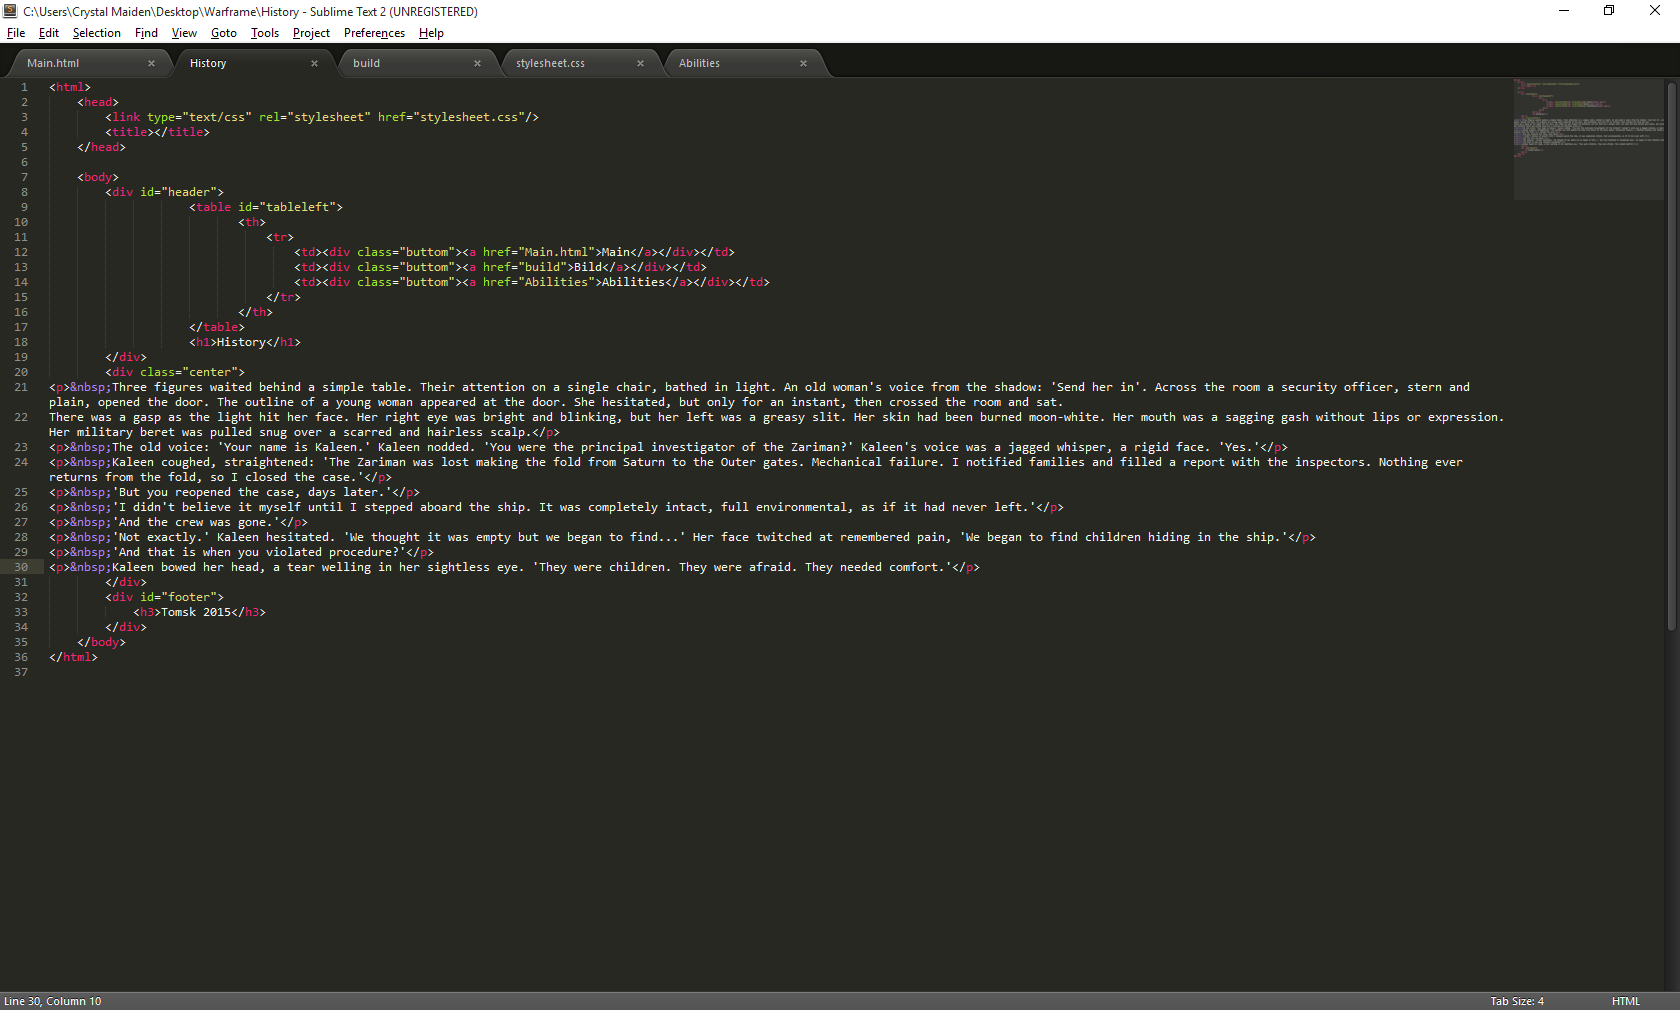 C:\Users\Crystal Maiden\Desktop\Warframe\History - Sublime Text 2 (UNREGISTERED)
File Edit Selection Find View Goto Tools Project Preferences Help
Main.html × History × build × stylesheet.css × Abilities ×
1 <html>
2 <head>
3 <link type="text/css" rel="stylesheet" href="stylesheet.css"/>
4 <title></title>
5 </head>
6
7 <body>
8 <div id="header">
9 <table id="tableleft">
10 <th>
11 <tr>
12 <td><div class="buttom"><a href="Main.html">Main</a></div></td>
13 <td><div class="buttom"><a href="build">Bild</a></div></td>
14 <td><div class="buttom"><a href="Abilities">Abilities</a></div></td>
15 </tr>
16 </th>
17 </table>
18 <h1>History</h1>
19 </div>
20 <div class="center">
21 <p>&nbsp;Three figures waited behind a simple table. Their attention on a single chair, bathed in light. An old woman's voice from the shadow: 'Send her in'. Across the room a security officer, stern and
plain, opened the door. The outline of a young woman appeared at the door. She hesitated, but only for an instant, then crossed the room and sat.
22 There was a gasp as the light hit her face. Her right eye was bright and blinking, but her left was a greasy slit. Her skin had been burned moon-white. Her mouth was a sagging gash without lips or expression.
Her military beret was pulled snug over a scarred and hairless scalp.</p>
23 <p>&nbsp;The old voice: 'Your name is Kaleen.' Kaleen nodded. 'You were the principal investigator of the Zariman?' Kaleen's voice was a jagged whisper, a rigid face. 'Yes.'</p>
24 <p>&nbsp;Kaleen coughed, straightened: 'The Zariman was lost making the fold from Saturn to the Outer gates. Mechanical failure. I notified families and filled a report with the inspectors. Nothing ever
returns from the fold, so I closed the case.'</p>
25 <p>&nbsp;'But you reopened the case, days later.'</p>
26 <p>&nbsp;'I didn't believe it myself until I stepped aboard the ship. It was completely intact, full environmental, as if it had never left.'</p>
27 <p>&nbsp;'And the crew was gone.'</p>
28 <p>&nbsp;'Not exactly.' Kaleen hesitated. 'We thought it was empty but we began to find...' Her face twitched at remembered pain, 'We began to find children hiding in the ship.'</p>
29 <p>&nbsp;'And that is when you violated procedure?'</p>
30 <p>&nbsp;Kaleen bowed her head, a tear welling in her sightless eye. 'They were children. They were afraid. They needed comfort.'</p>
31 </div>
32 <div id="footer">
33 <h3>Tomsk 2015</h3>
34 </div>
35 </body>
36 </html>
37
Line 30, Column 10 Tab Size: 4 HTML